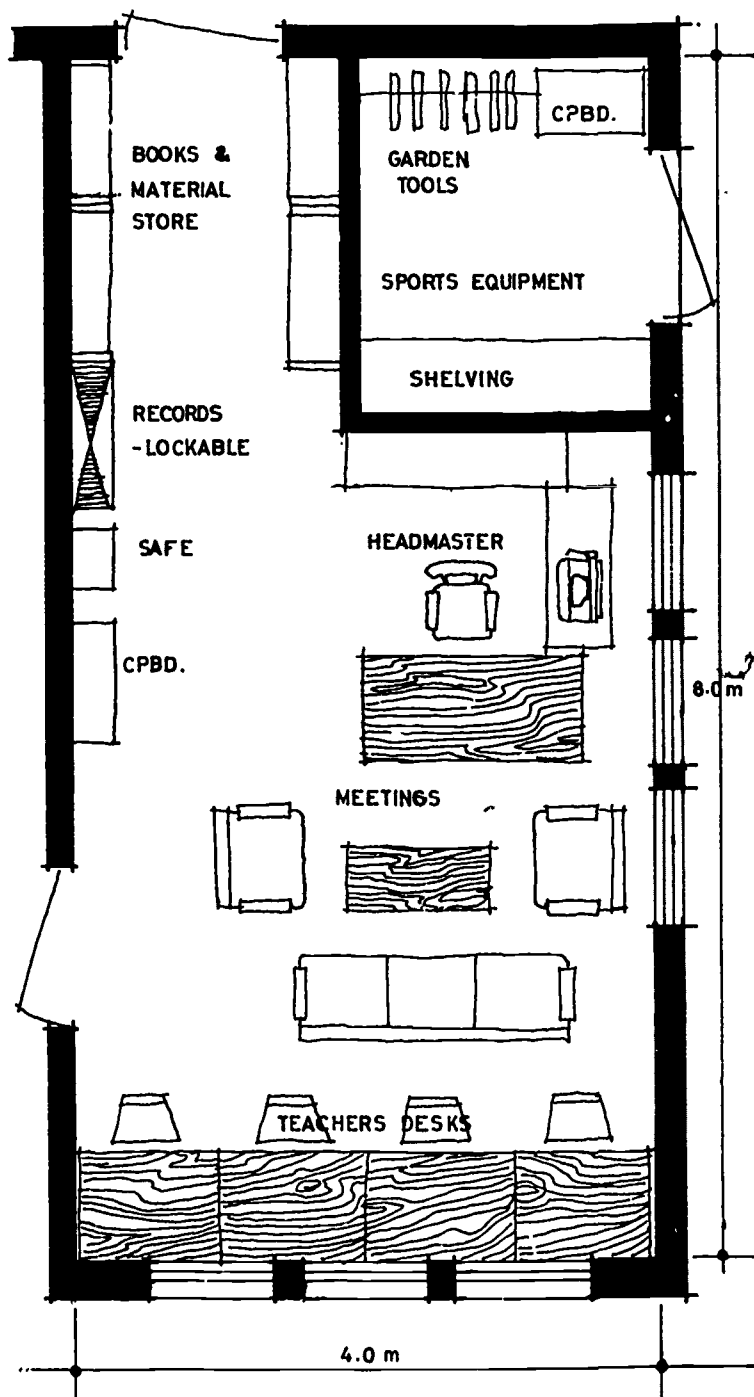 BOOKS &
MATERIAL
STORE
CPBD.
GARDEN
TOOLS
SPORTS EQUIPMENT
SHELVING
RECORDS
-LOCKABLE
SAFE
HEADMASTER
CPBD.
8.0m
MEETINGS
TEACHERS DESKS
4.0 m